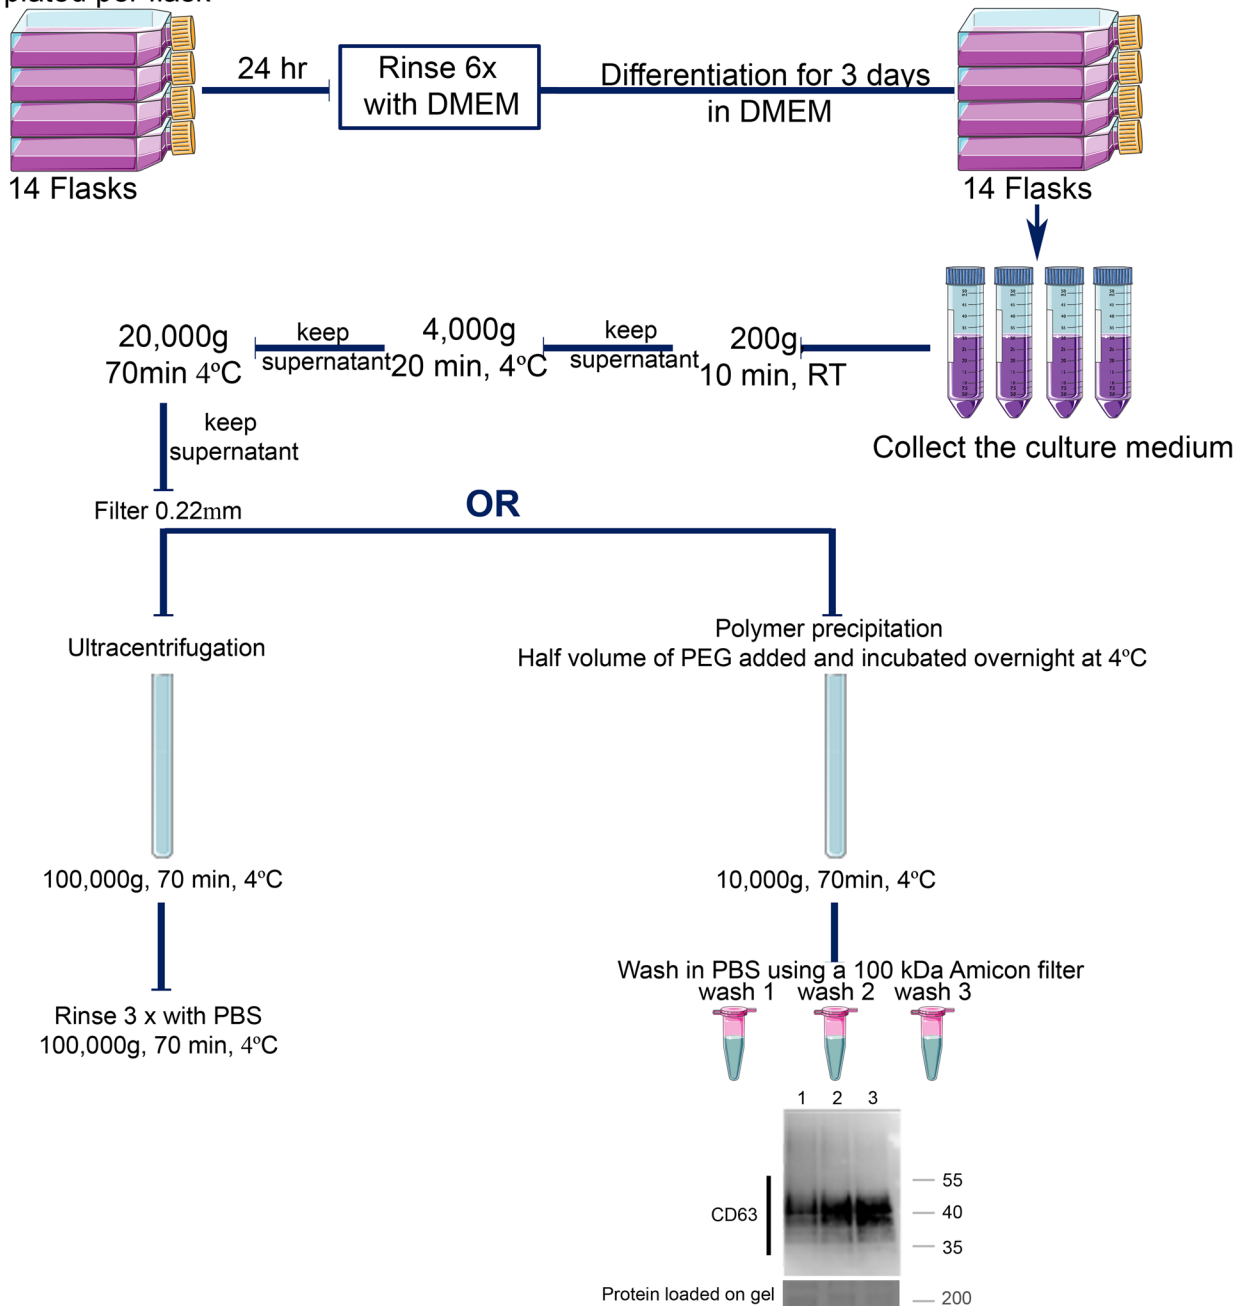 plated per flask
24 hr
Rinse 6x
with DMEM
Differentiation for 3 days
in DMEM
14 Flasks
14 Flasks
20,000g
70min 4ºC
keep
supernatant
4,000g
20 min, 4ºC
keep
supernatant
200g
10 min, RT
Collect the culture medium
keep
supernatant
Filter 0.22mm
OR
Ultracentrifugation
Polymer precipitation
Half volume of PEG added and incubated overnight at 4ºC
100,000g, 70 min, 4ºC
10,000g, 70min, 4ºC
Rinse 3 x with PBS
100,000g, 70 min, 4ºC
Wash in PBS using a 100 kDa Amicon filter
wash 1 wash 2 wash 3
1 2 3
CD63
55
40
35
Protein loaded on gel
200